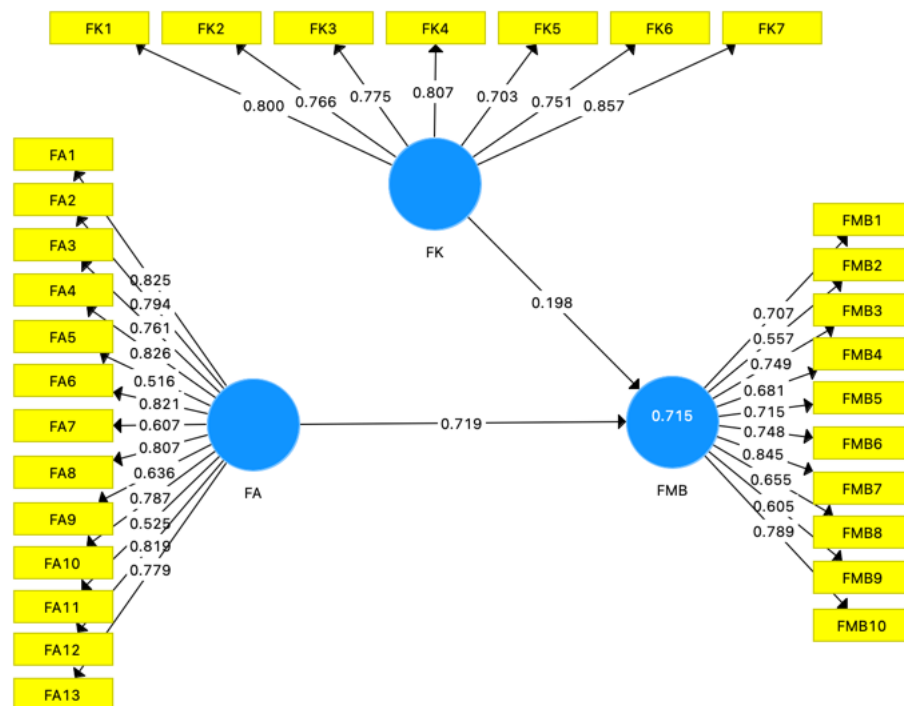 FK1 FK2 FK3 FK4 FK5 FK6 FK7
0.800 0.766 0.775 0.807 0.703 0.751 0.857
FK
FA1
FA2
FA3
FA4
FA5
FA6
FA7
FA8
FA9
FA10
FA11
FA12
FA13
0.825
0.794
0.761
0.826
0.516
0.821
0.607
0.807
0.636
0.787
0.525
0.819
0.779
FA
0.198
0.719
0.715
FMB
0.707
0.557
0.749
0.681
0.715
0.748
0.845
0.655
0.605
0.789
FMB1
FMB2
FMB3
FMB4
FMB5
FMB6
FMB7
FMB8
FMB9
FMB10